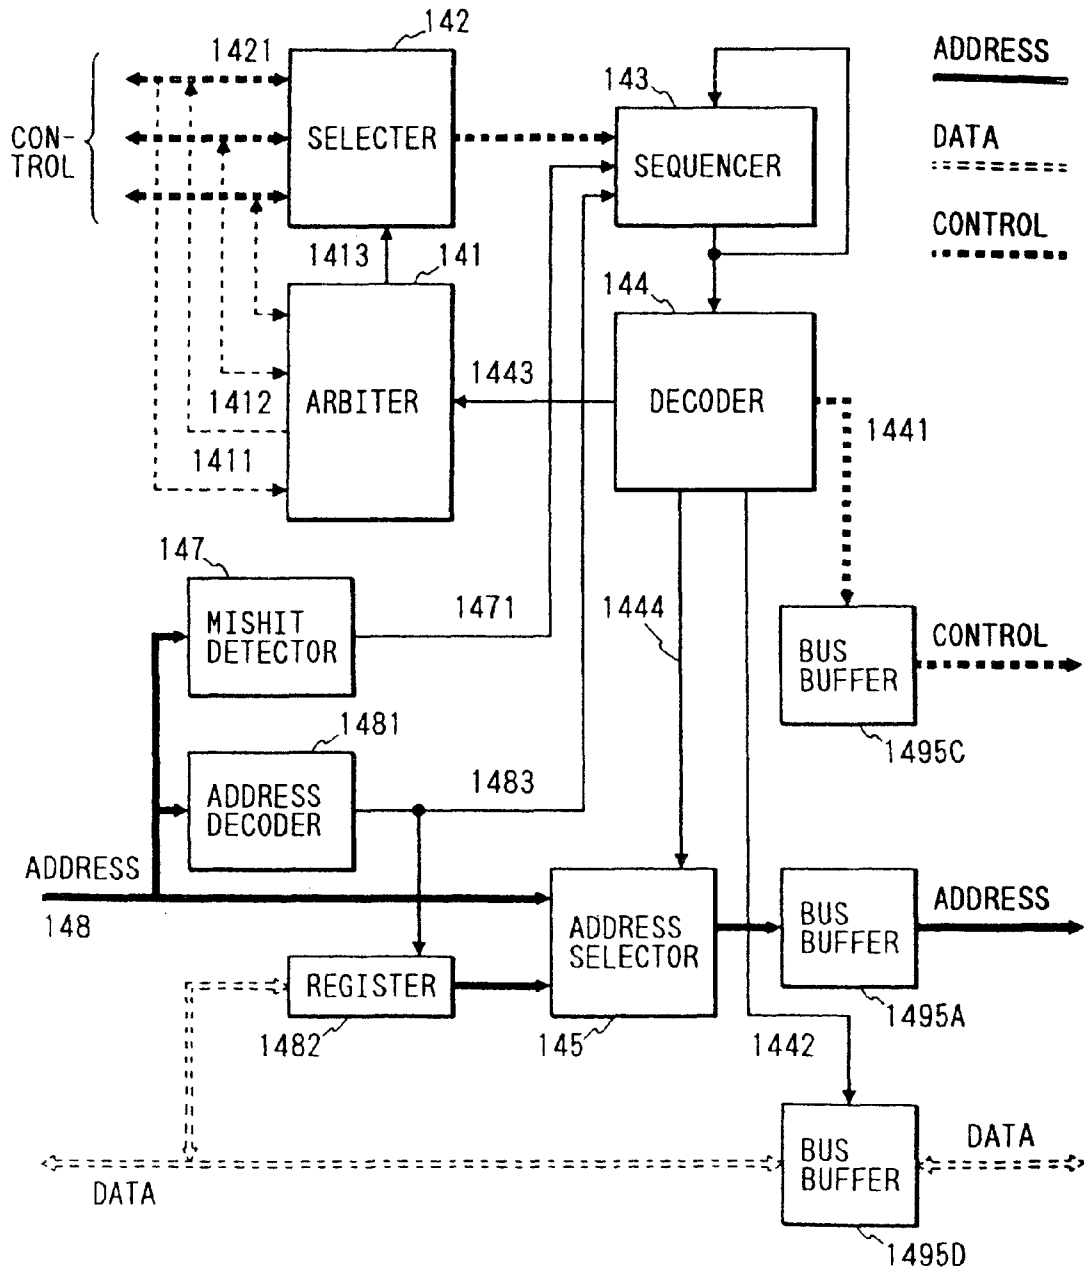 142
1421
CON-
TROL
SELECTER
143
SEQUENCER
ADDRESS
DATA
CONTROL
1413
141
144
ARBITER
1412
1411
1443
DECODER
1441
147
MISHIT
DETECTOR
1471
1444
BUS
BUFFER
CONTROL
1495C
1481
ADDRESS
DECODER
1483
ADDRESS
148
ADDRESS
SELECTOR
145
BUS
BUFFER
ADDRESS
1495A
REGISTER
1482
1442
DATA
BUS
BUFFER
DATA
1495D